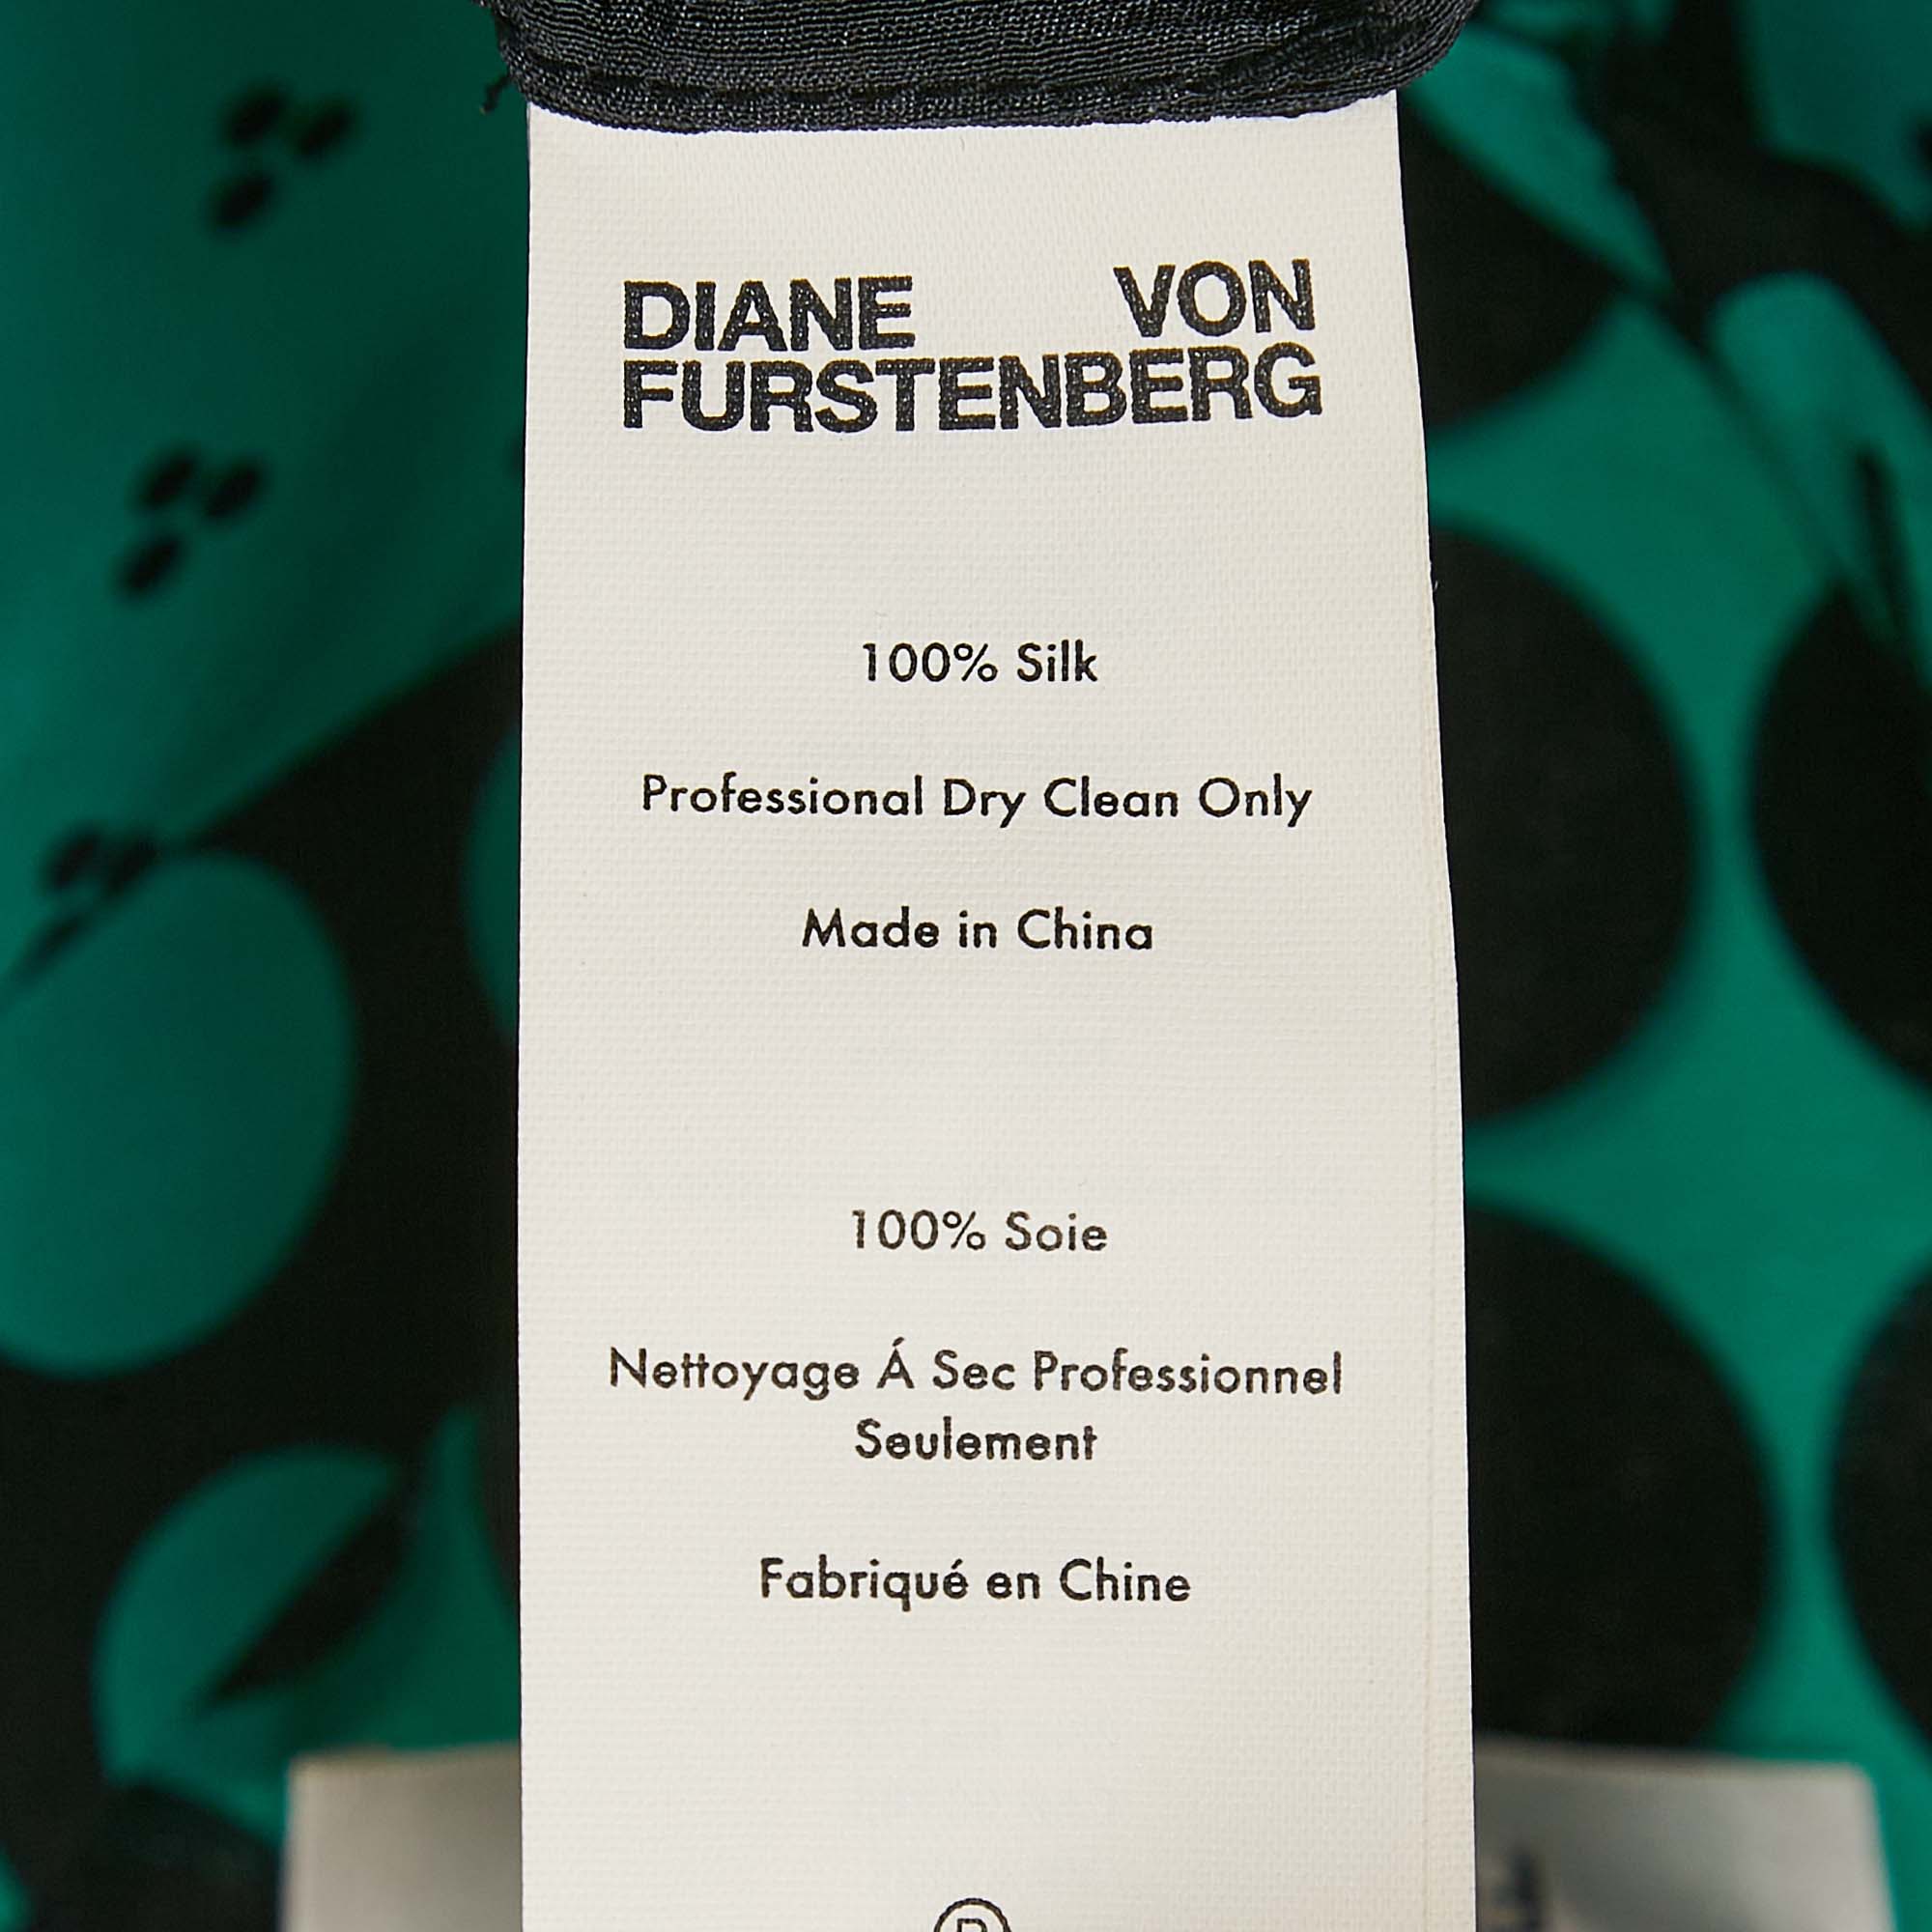 DIANE VON
FURSTENBERG
100% Silk
Professional Dry Clean Only
Made in China
100% Soie
Nettoyage Á Sec Professionnel
Seulement
Fabriqué en Chine